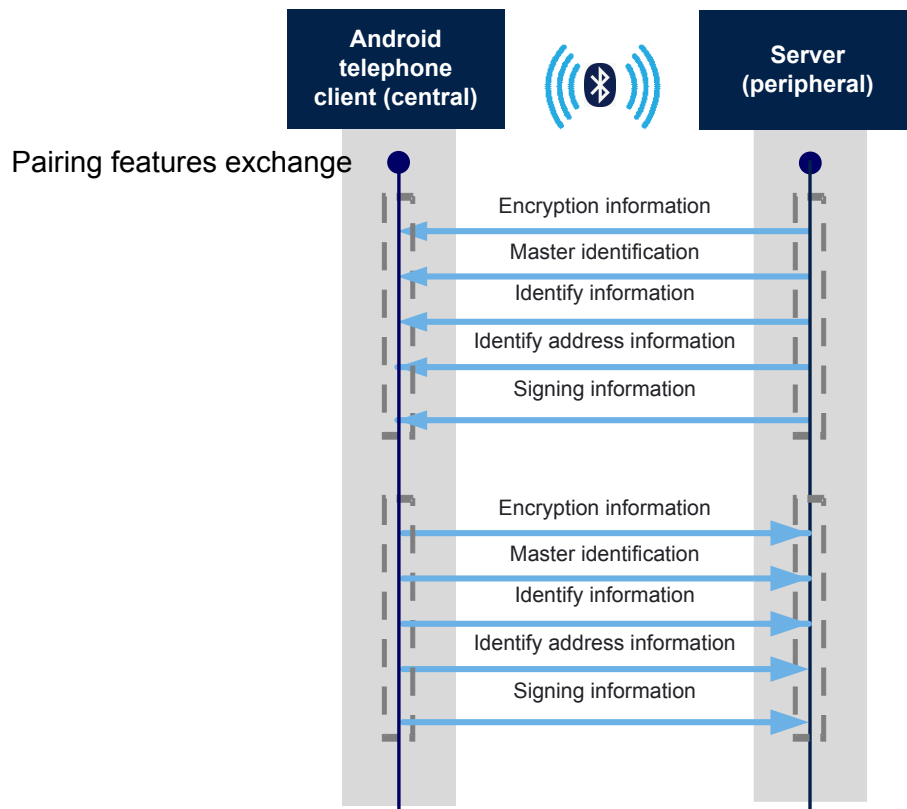 Android
telephone
client (central)
Server
(peripheral)
Pairing features exchange
Encryption information
Master identification
Identify information
Identify address information
Signing information
Encryption information
Master identification
Identify information
Identify address information
Signing information